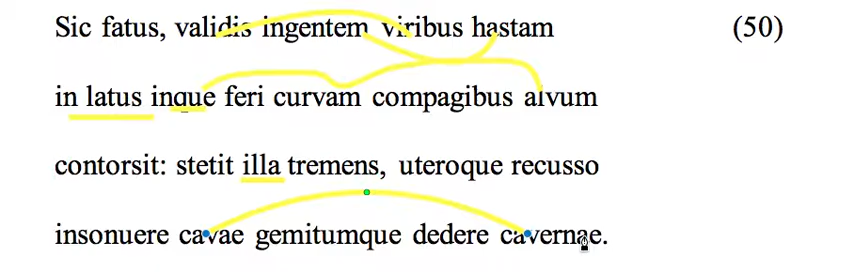 Sic fatus, validis ingentem viribus hastam (50)
in latus inque feri curvam compagibus alvum
contorsit: stetit illa tremens, uteroque recusso
insonuere cavae gemitumque dedere cavernae.